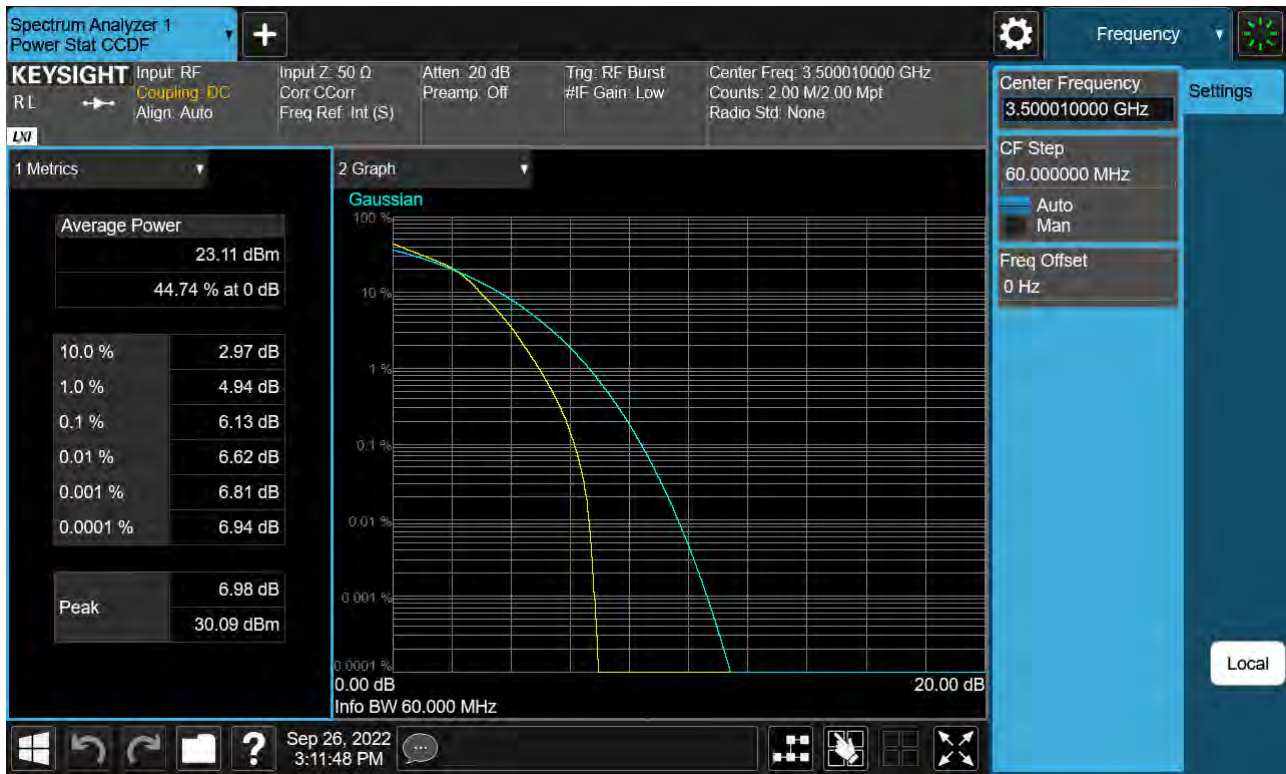 Spectrum Analyzer 1
Power Stat CCDF
+
Frequency
KEYSIGHT
RL
LXI
Input: RF
Coupling: DC
Align: Auto
Input Z: 50 Ω
Corr CCorr
Freq Ref: Int (S)
Atten: 20 dB
Preamp: Off
Trig: RF Burst
#IF Gain: Low
Center Freq: 3.500010000 GHz
Counts: 2.00 M/2.00 Mpt
Radio Std: None
Center Frequency
3.500010000 GHz
Settings
CF Step
60.000000 MHz
Auto
Man
Freq Offset
0 Hz
Local
1 Metrics
Average Power
23.11 dBm
44.74 % at 0 dB
10.0 % 2.97 dB
1.0 % 4.94 dB
0.1 % 6.13 dB
0.01 % 6.62 dB
0.001 % 6.81 dB
0.0001 % 6.94 dB
Peak
6.98 dB
30.09 dBm
2 Graph
Gaussian
100 %
10 %
1 %
0.1 %
0.01 %
0.001 %
0.0001 %
0.00 dB 20.00 dB
Info BW 60.000 MHz
?
Sep 26, 2022
3:11:48 PM